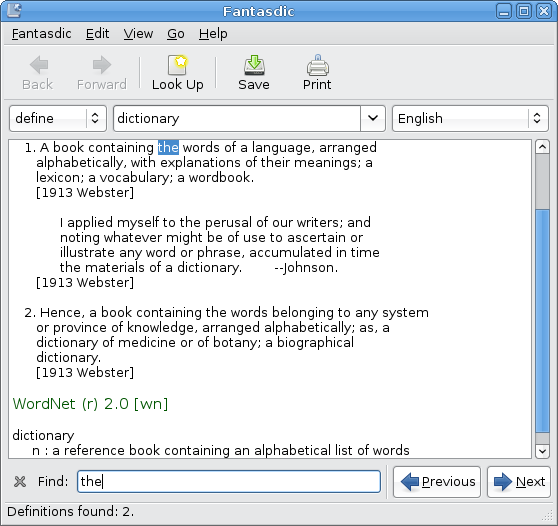 Fantasdic
Fantasdic Edit View Go Help
Back Forward Look Up Save Print
define dictionary English
1. A book containing the words of a language, arranged
alphabetically, with explanations of their meanings; a
lexicon; a vocabulary; a wordbook.
[1913 Webster]
I applied myself to the perusal of our writers; and
noting whatever might be of use to ascertain or
illustrate any word or phrase, accumulated in time
the materials of a dictionary. --Johnson.
[1913 Webster]
2. Hence, a book containing the words belonging to any system
or province of knowledge, arranged alphabetically; as, a
dictionary of medicine or of botany; a biographical
dictionary.
[1913 Webster]
WordNet (r) 2.0 [wn]
dictionary
n : a reference book containing an alphabetical list of words
Find: the Previous Next
Definitions found: 2.